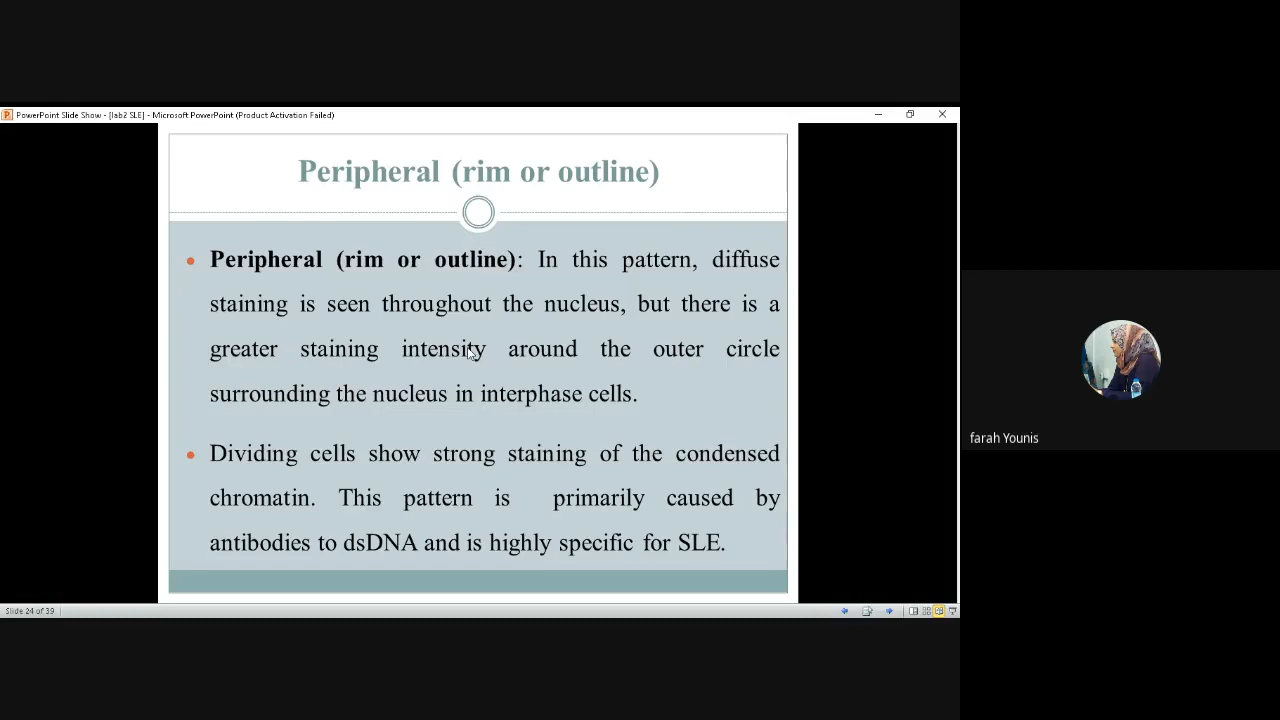 PowerPoint Slide Show - [lab2 SLE] - Microsoft PowerPoint (Product Activation Failed)
Peripheral (rim or outline)
• Peripheral (rim or outline): In this pattern, diffuse
staining is seen throughout the nucleus, but there is a
greater staining intensity around the outer circle
surrounding the nucleus in interphase cells.
• Dividing cells show strong staining of the condensed
chromatin. This pattern is primarily caused by
antibodies to dsDNA and is highly specific for SLE.
farah Younis
Slide 24 of 39